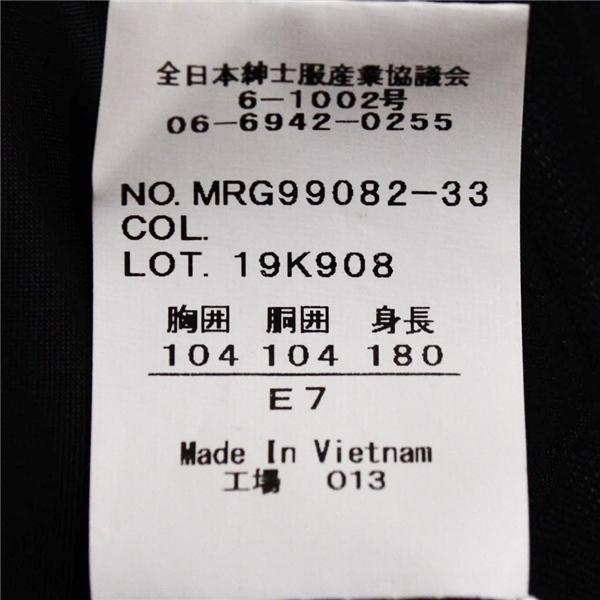 全日本紳士服産業協議会
6-1002号
06-6942-0255
NO. MRG99082-33
COL.
LOT. 19K908
胸囲 胴囲 身長
104 104 180
E7
Made In Vietnam
工場 013